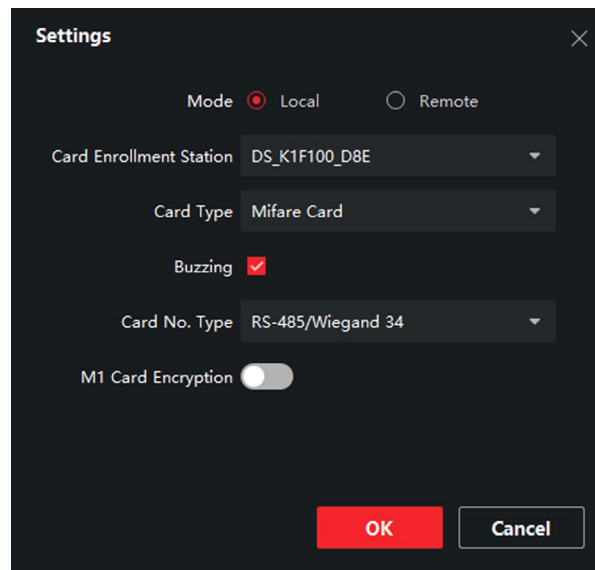 Settings
Mode Local Remote
Card Enrollment Station DS_K1F100_D8E
Card Type Mifare Card
Buzzing
Card No. Type RS-485/Wiegand 34
M1 Card Encryption
OK Cancel